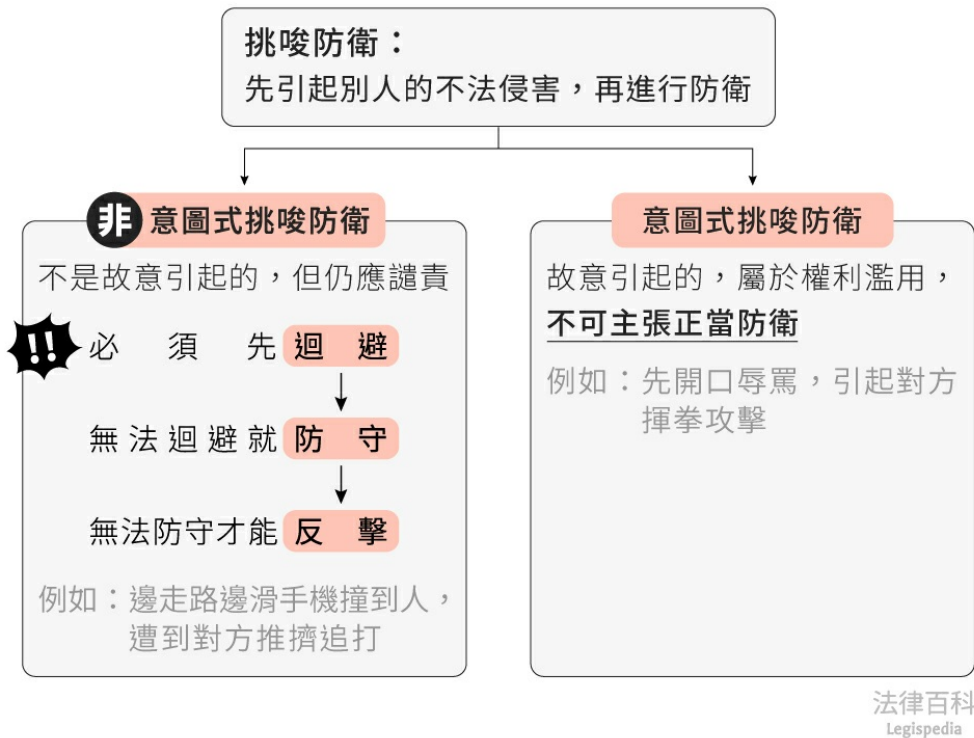 挑唆防衛：
先引起別人的不法侵害，再進行防衛
非 意圖式挑唆防衛
不是故意引起的，但仍應譴責
!! 必須先 迴避
無法迴避就 防守
無法防守才能 反擊
例如：邊走路邊滑手機撞到人，
遭到對方推擠追打
意圖式挑唆防衛
故意引起的，屬於權利濫用，
不可主張正當防衛
例如：先開口辱罵，引起對方
揮拳攻擊
法律百科
Legispedia